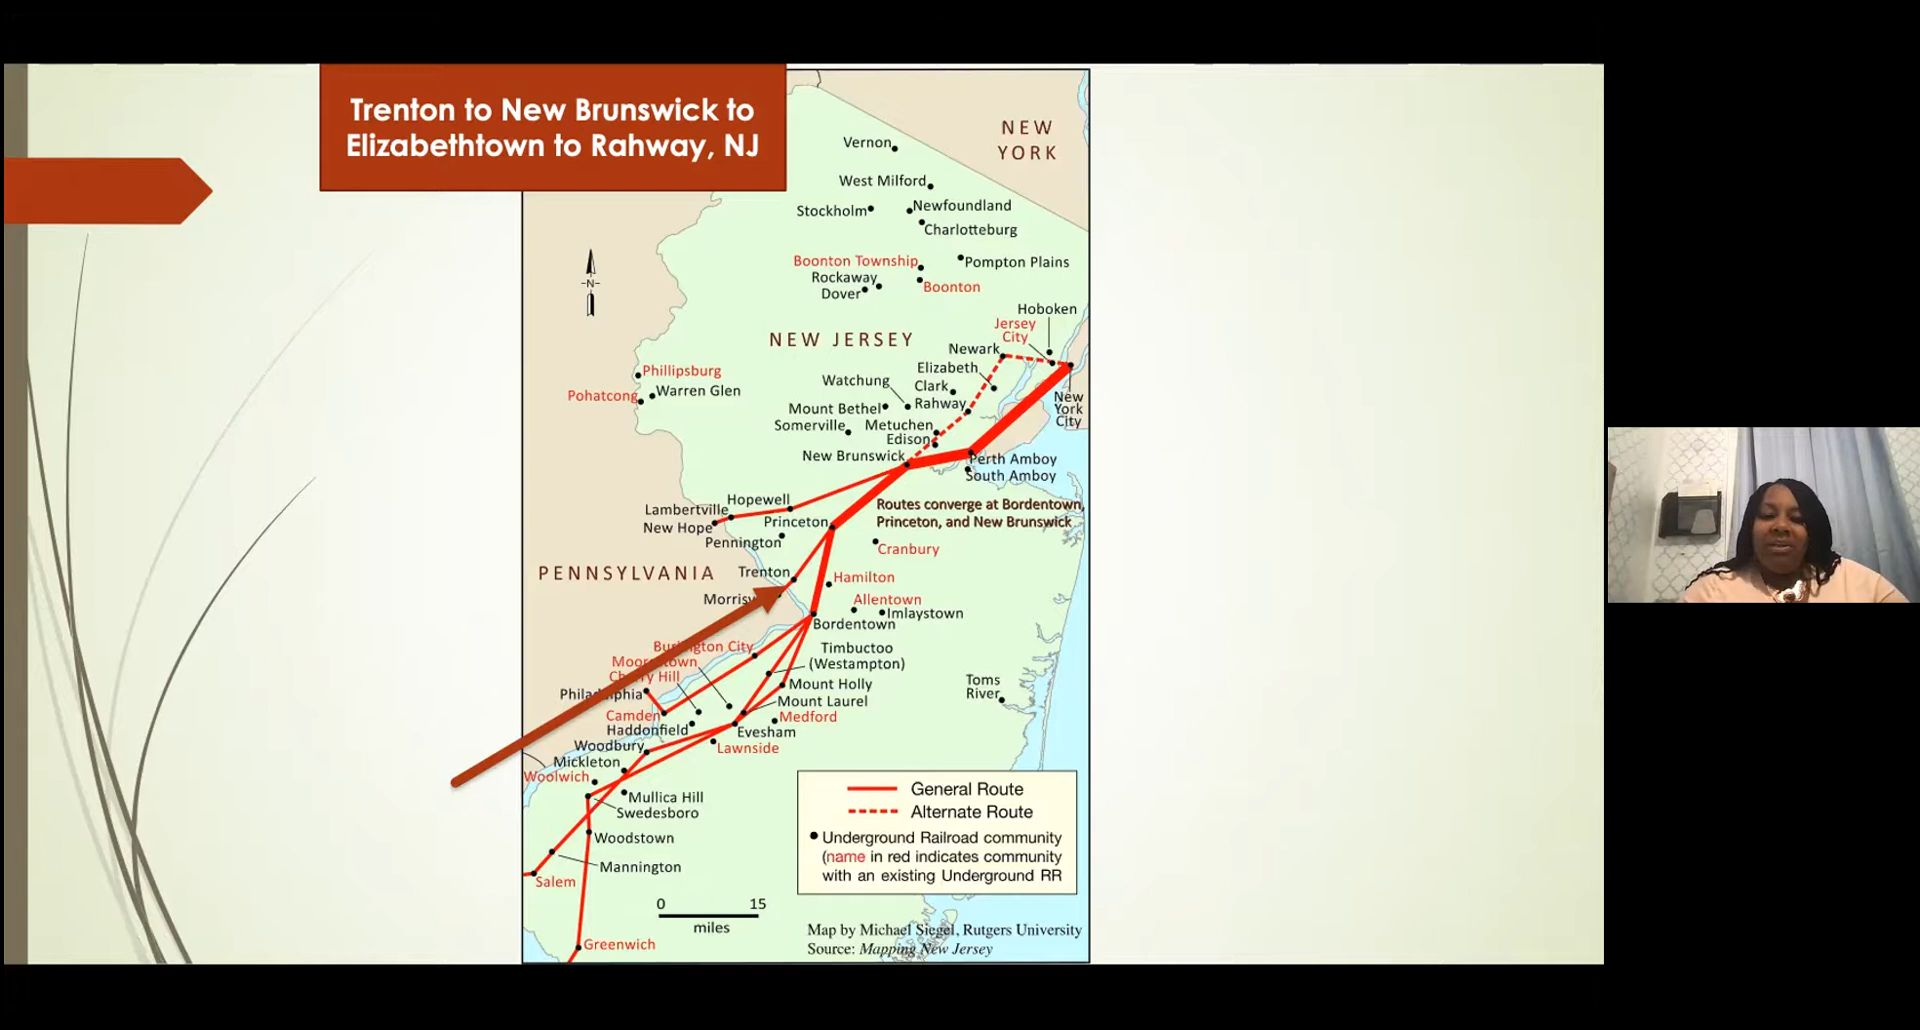 Trenton to New Brunswick to
Elizabethtown to Rahway, NJ
NEW
YORK
Vernon
West Milford
Stockholm
Newfoundland
Charlotteburg
Boonton Township
Pompton Plains
Rockaway
Dover
Boonton
Hoboken
Jersey
City
NEW JERSEY
Newark
Elizabeth
Phillipsburg
Pohatcong
Warren Glen
Watchung
Clark
Rahway
New
York
City
Mount Bethel
Somerville
Metuchen
Edison
New Brunswick
Perth Amboy
South Amboy
Hopewell
Lambertville
New Hope
Princeton
Pennington
Routes converge at Bordentown,
Princeton, and New Brunswick
Cranbury
PENNSYLVANIA
Trenton
Hamilton
Allentown
Imlaystown
Bordentown
Timbuctoo
(Westampton)
Mount Holly
Mount Laurel
Toms
River
Camden
Medford
Haddonfield
Evesham
Woodbury
Lawnside
Mickleton
Woolwich
Mullica Hill
Swedesboro
Woodstown
Mannington
Salem
Greenwich
General Route
Alternate Route
Underground Railroad community
(name in red indicates community
with an existing Underground RR
0 15
miles
-N-
Map by Michael Siegel, Rutgers University
Source: Mapping New Jersey